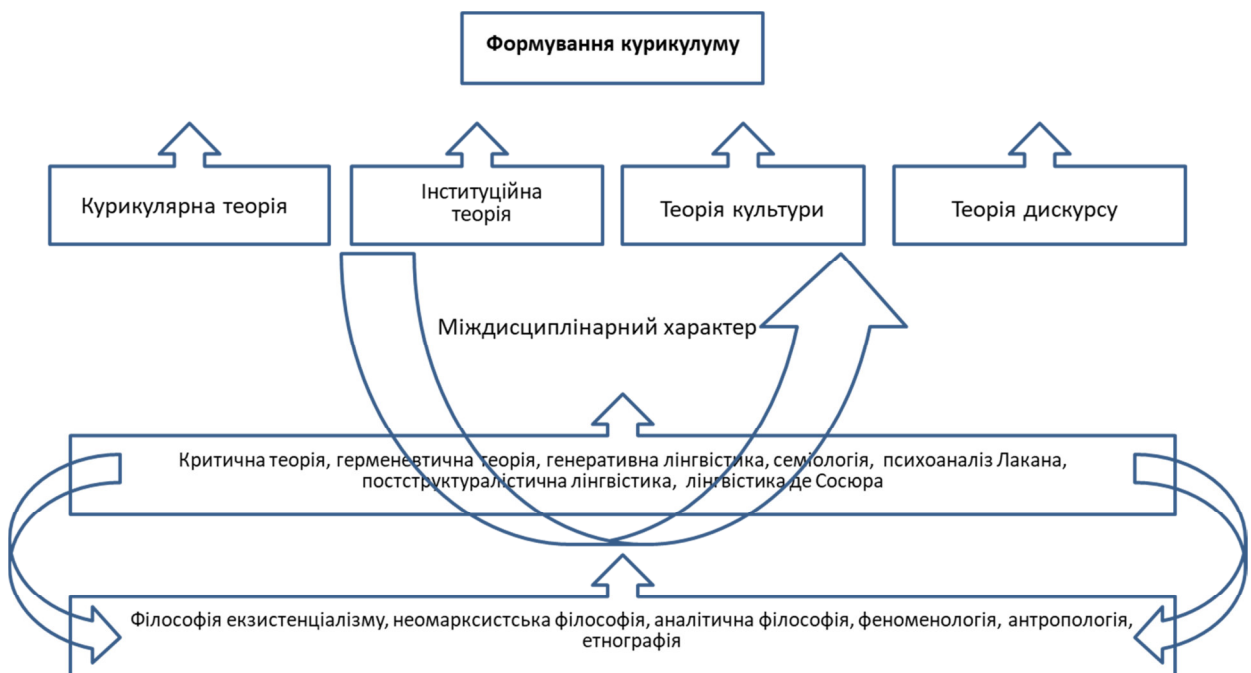 Формування курикулуму
Курикулярна теорія
Інституційна
теорія
Теорія культури
Теорія дискурсу
Міждисциплінарний характер
Критична теорія, герменевтична теорія, генеративна лінгвістика, семіологія, психоаналіз Лакана,
постструктуралістична лінгвістика, лінгвістика де Сосюра
Філософія екзистенціалізму, неомарксистська філософія, аналітична філософія, феноменологія, антропологія,
етнографія